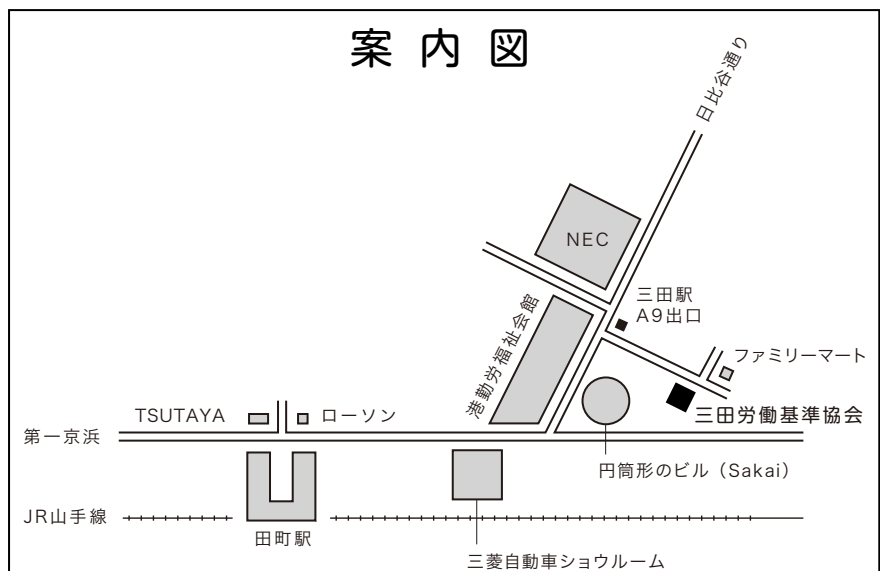 案内図
日比谷通り
NEC
三田駅
A9出口
港勤労福祉会館
ファミリーマート
TSUTAYA
ローソン
三田労働基準協会
第一京浜
円筒形のビル（Sakai）
JR山手線
田町駅
三菱自動車ショウルーム